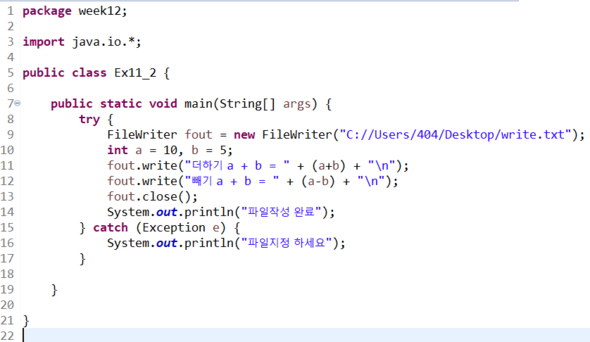 1 package week12;
2
3 import java.io.*;
4
5 public class Ex11_2 {
6
7 public static void main(String[] args) {
8 try {
9 FileWriter fout = new FileWriter("C://Users/404/Desktop/write.txt");
10 int a = 10, b = 5;
11 fout.write("더하기 a + b = " + (a+b) + "\n");
12 fout.write("빼기 a + b = " + (a-b) + "\n");
13 fout.close();
14 System.out.println("파일작성 완료");
15 } catch (Exception e) {
16 System.out.println("파일지정 하세요");
17 }
18
19 }
20
21 }
22